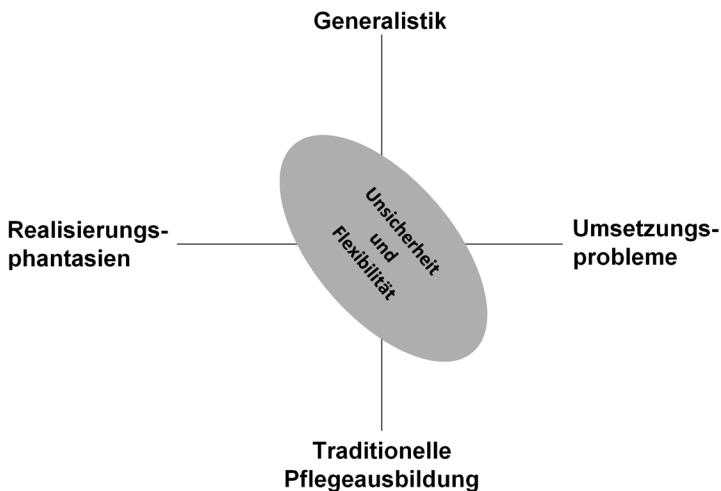 Generalistik
Realisierungs-
phantasien
Unsicherheit
und
Flexibilität
Umsetzungs-
probleme
Traditionelle
Pflegeausbildung